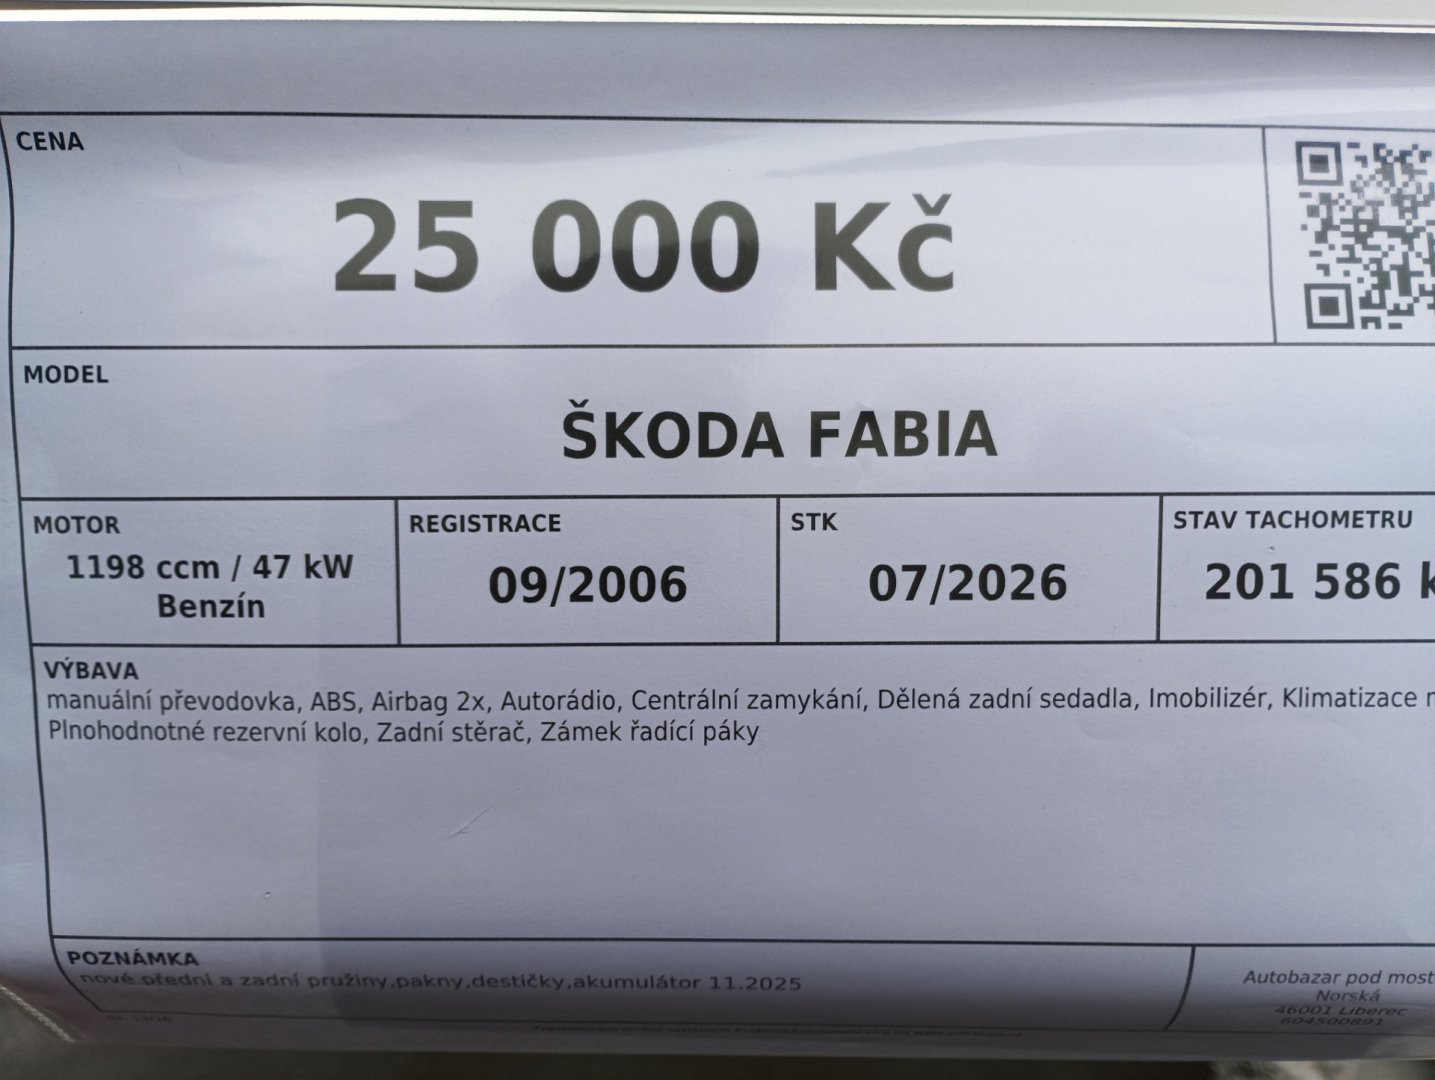 CENA
25 000 Kč
MODEL
ŠKODA FABIA
MOTOR
1198 ccm / 47 kW
Benzín
REGISTRACE
09/2006
STK
07/2026
STAV TACHOMETRU
201 586 k
VÝBAVA
manuální převodovka, ABS, Airbag 2x, Autorádio, Centrální zamykání, Dělená zadní sedadla, Imobilizér, Klimatizace
Plnohodnotné rezervní kolo, Zadní stěrač, Zámek řadící páky
POZNÁMKA
nové přední a zadní pružiny,pakny,destičky,akumulátor 11.2025
Autobazar pod most
Norská
46001 Liberec
604500891